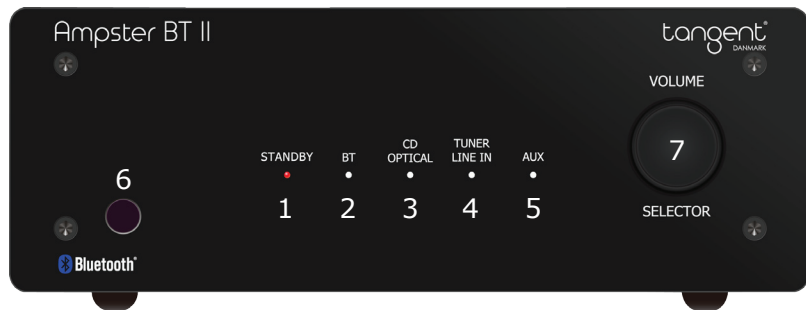 Ampster BT II
tangent®
DANMARK
VOLUME
7
SELECTOR
STANDBY
BT
CD
OPTICAL
TUNER
LINE IN
AUX
6
1
2
3
4
5
Bluetooth®